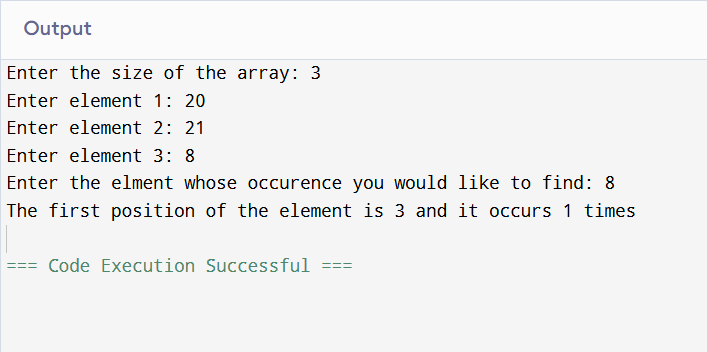 Output
Enter the size of the array: 3
Enter element 1: 20
Enter element 2: 21
Enter element 3: 8
Enter the elment whose occurence you would like to find: 8
The first position of the element is 3 and it occurs 1 times
=== Code Execution Successful ===